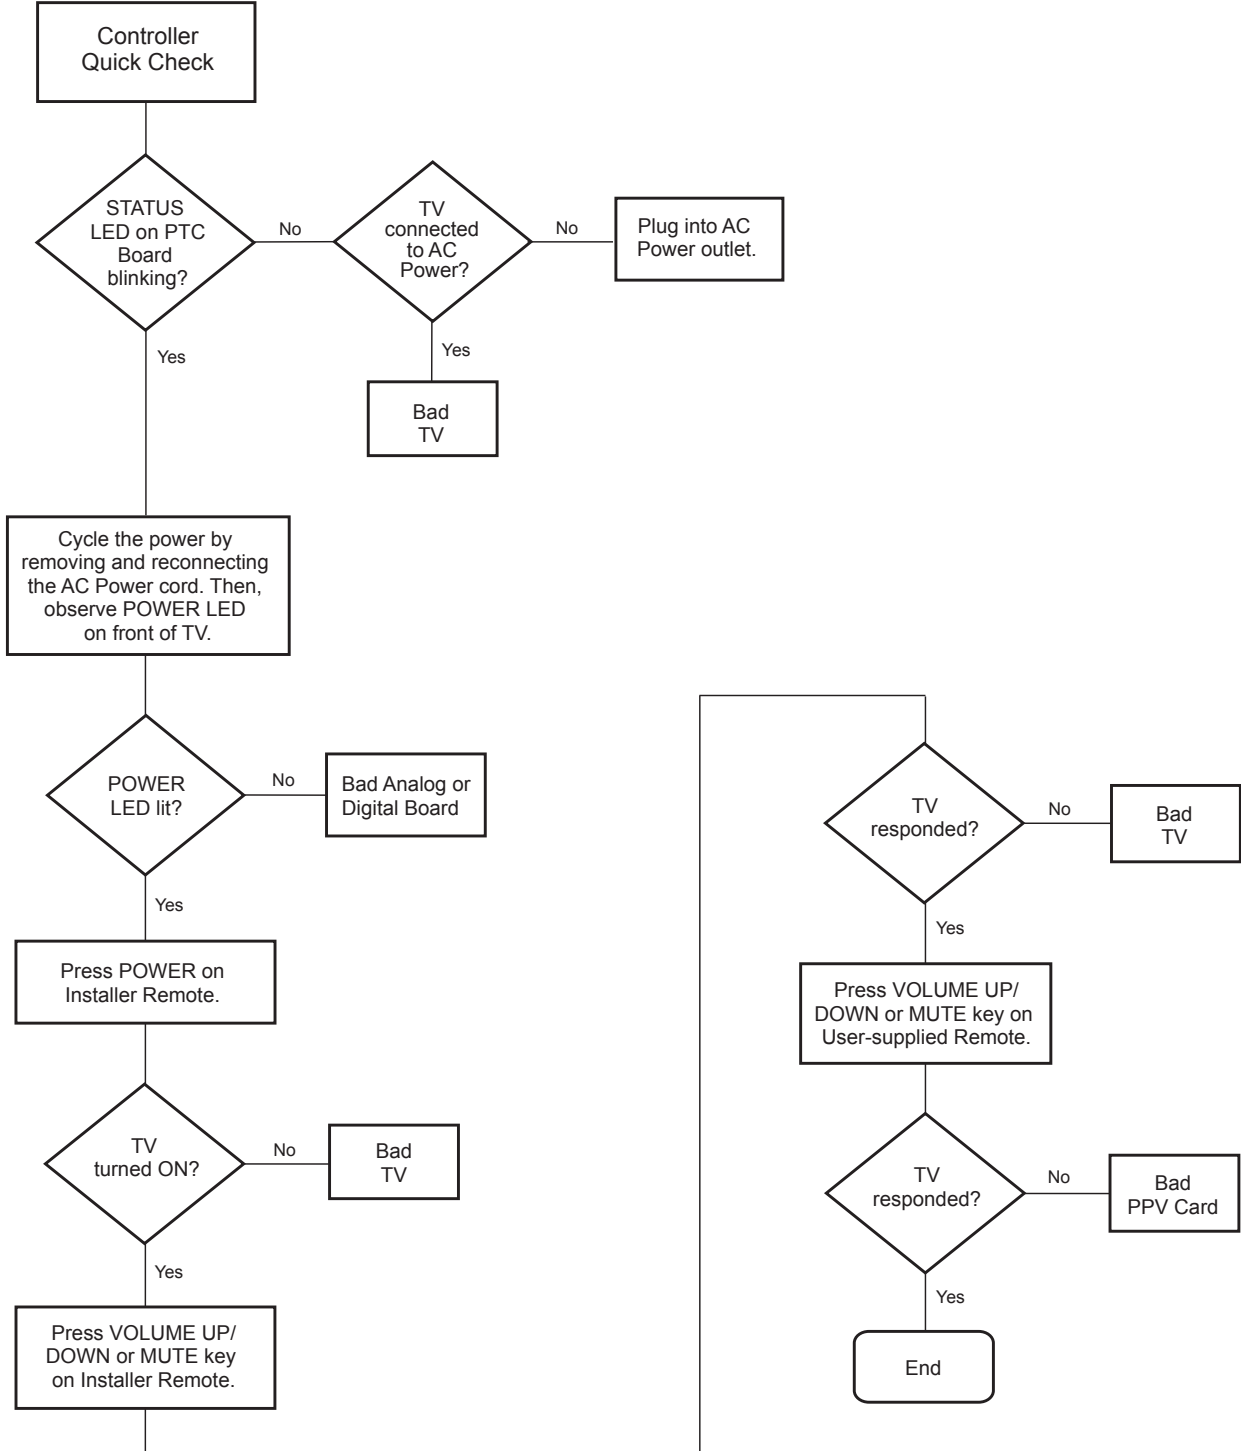 Controller
Quick Check
STATUS
LED on PTC
Board
blinking?
No
TV
connected
to AC
Power?
No
Plug into AC
Power outlet.
Yes
Yes
Bad
TV
Cycle the power by
removing and reconnecting
the AC Power cord. Then,
observe POWER LED
on front of TV.
POWER
LED lit?
No
Bad Analog or
Digital Board
Yes
Press POWER on
Installer Remote.
TV
turned ON?
No
Bad
TV
Yes
Press VOLUME UP/
DOWN or MUTE key
on Installer Remote.
TV
responded?
No
Bad
TV
Yes
Press VOLUME UP/
DOWN or MUTE key on
User-supplied Remote.
TV
responded?
No
Bad
PPV Card
Yes
End